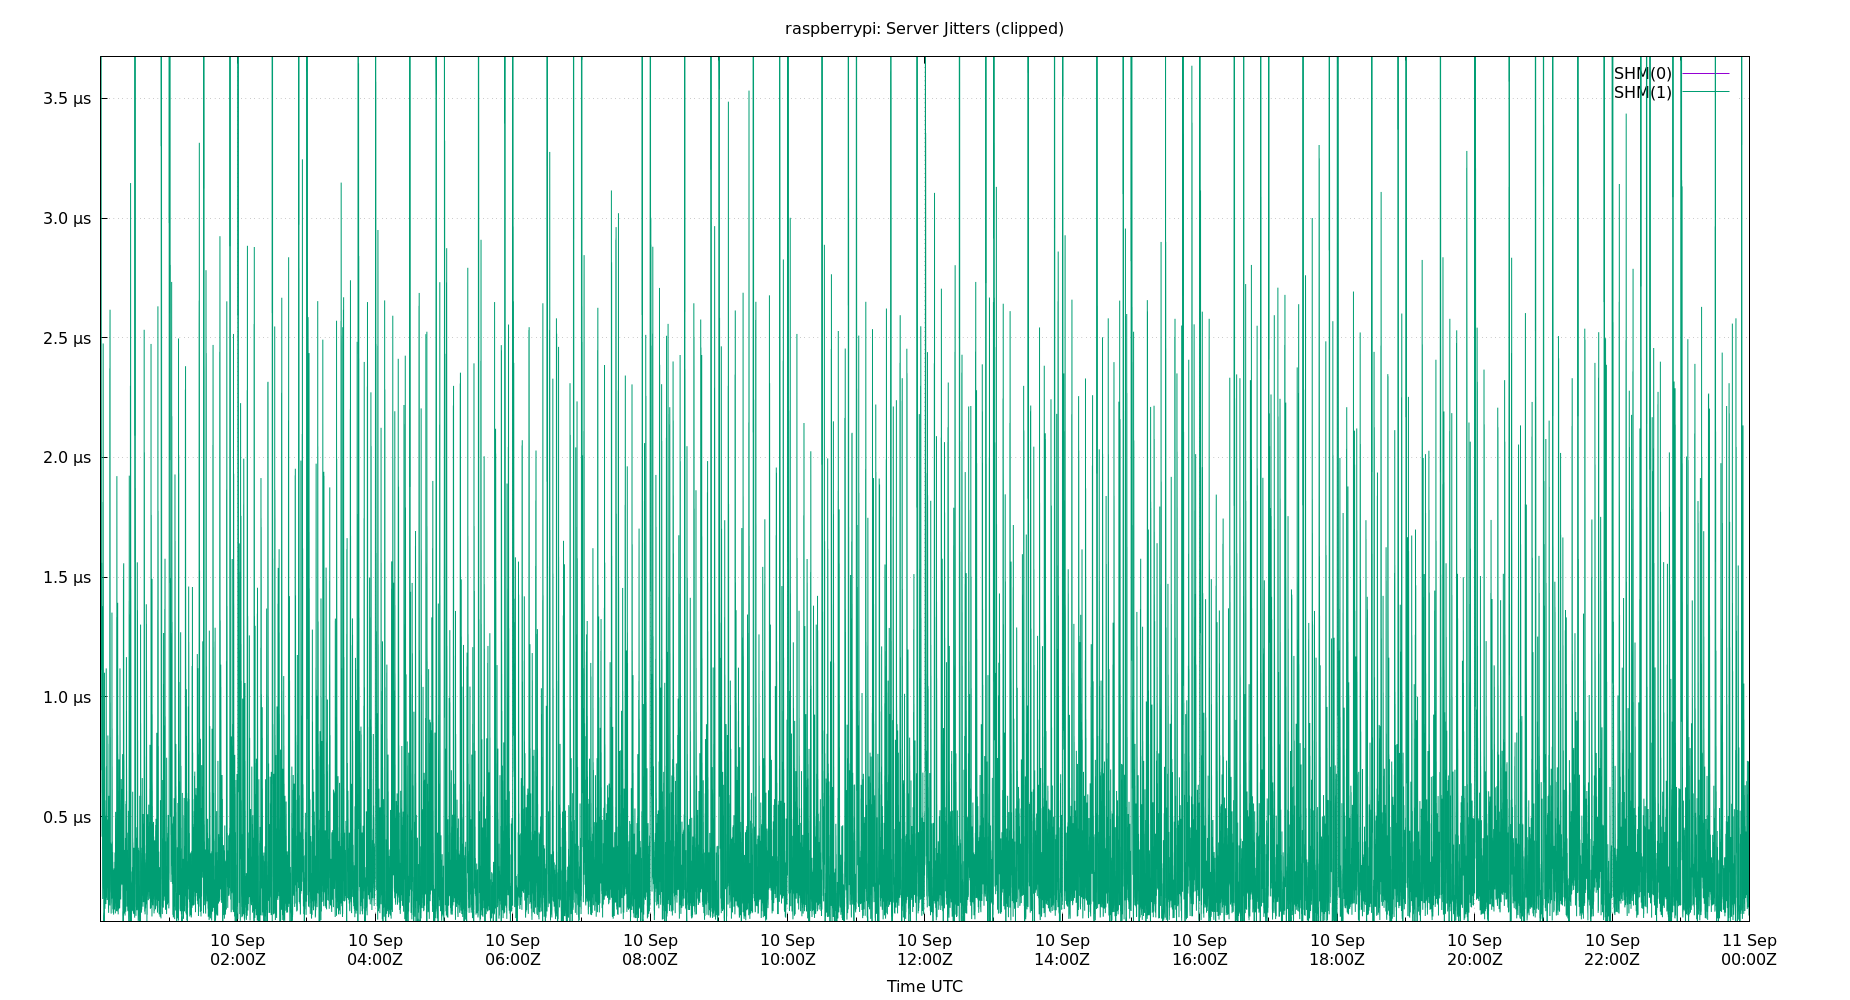 raspberrypi: Server Jitters (clipped)
SHM(0)
SHM(1)
3.5 µs
3.0 µs
2.5 µs
2.0 µs
1.5 µs
1.0 µs
0.5 µs
10 Sep 10 Sep 10 Sep 10 Sep 10 Sep 10 Sep 10 Sep 10 Sep 10 Sep 10 Sep 10 Sep 11 Sep
02:00Z 04:00Z 06:00Z 08:00Z 10:00Z 12:00Z 14:00Z 16:00Z 18:00Z 20:00Z 22:00Z 00:00Z
Time UTC